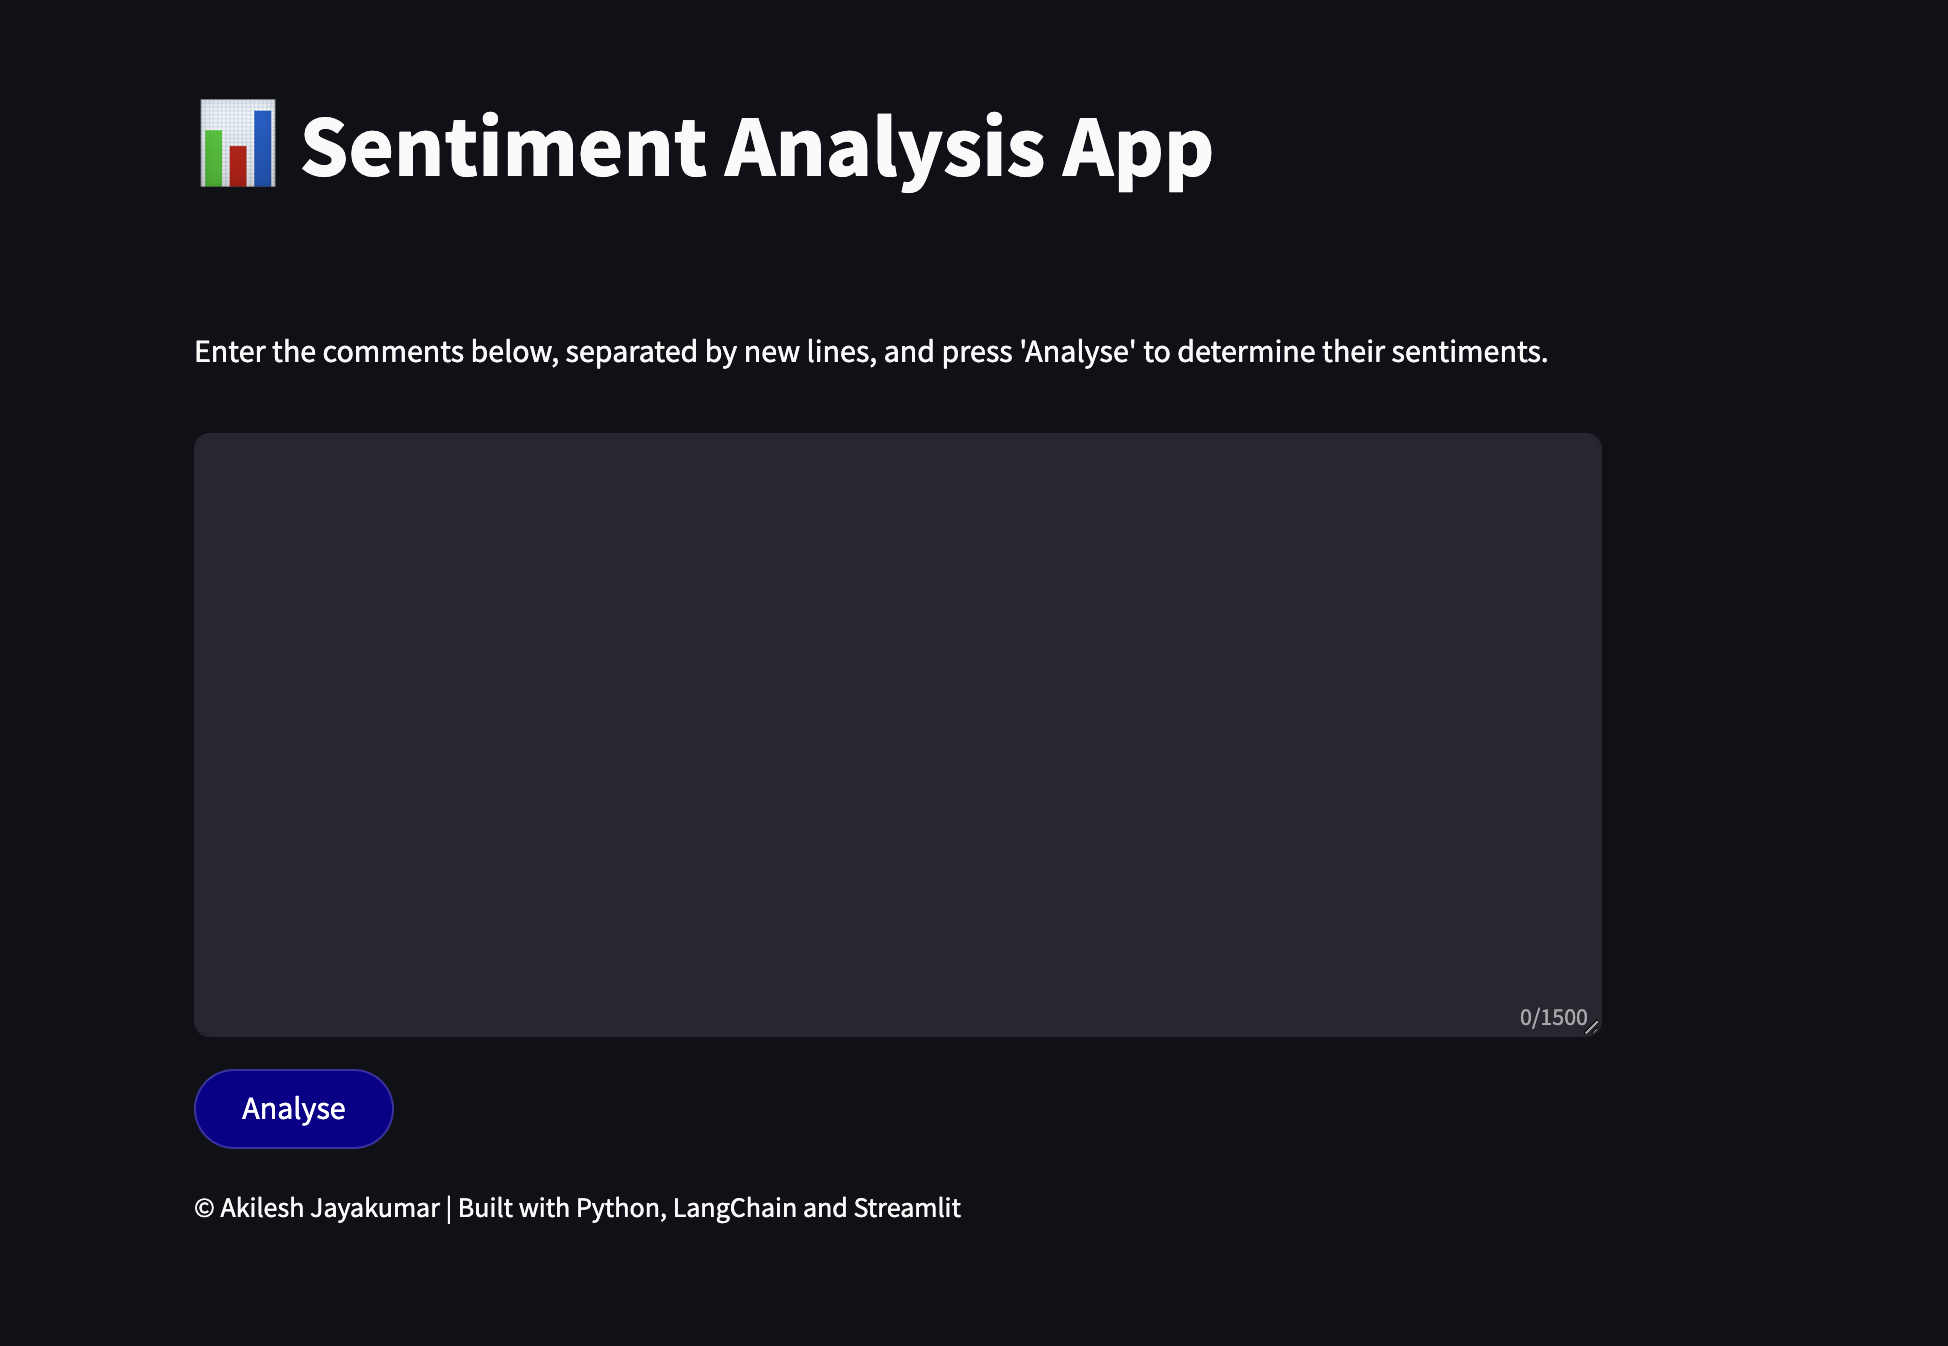 Sentiment Analysis App
Enter the comments below, separated by new lines, and press 'Analyse' to determine their sentiments.
0/1500
Analyse
© Akilesh Jayakumar | Built with Python, LangChain and Streamlit